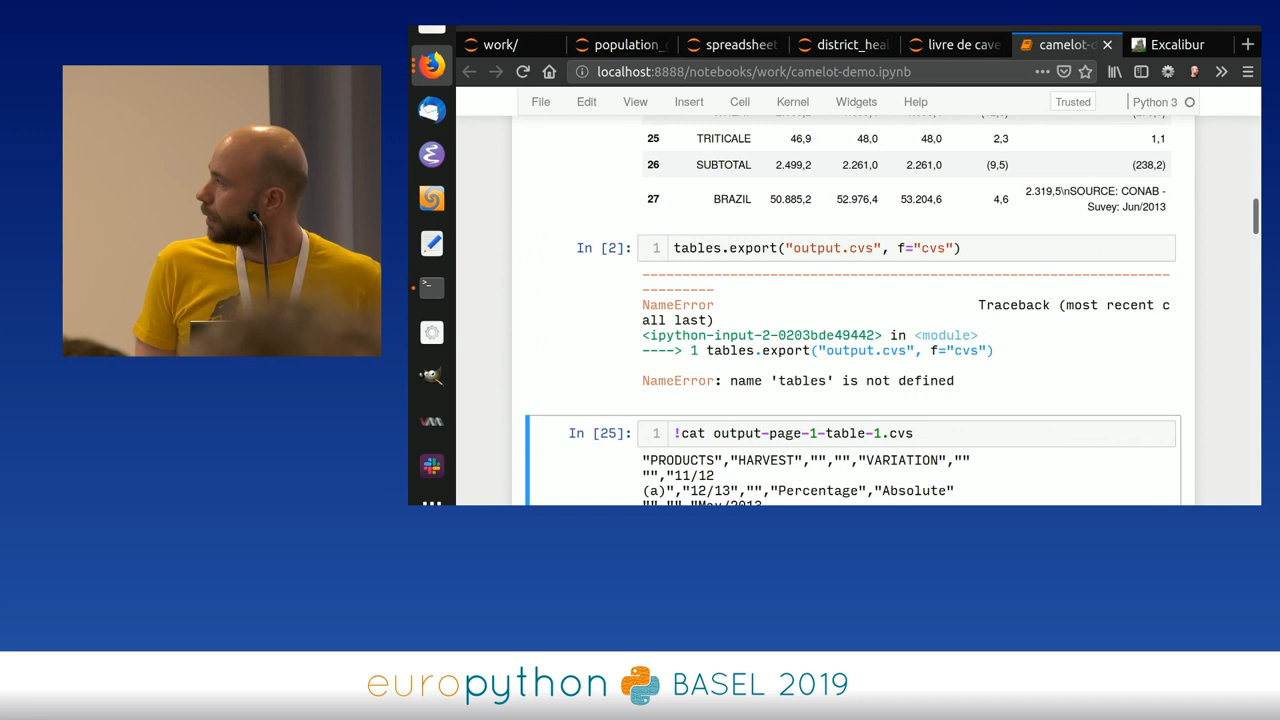 work/
population_
spreadsheet
district_heal
livre de cave
camelot-d
Excalibur
localhost:8888/notebooks/work/camelot-demo.ipynb
File Edit View Insert Cell Kernel Widgets Help Trusted Python 3
25 TRITICALE 46,9 48,0 48,0 2,3 1,1
26 SUBTOTAL 2.499,2 2.261,0 2.261,0 (9,5) (238,2)
27 BRAZIL 50.885,2 52.976,4 53.204,6 4,6 2.319,5\nSOURCE: CONAB -
Suvey: Jun/2013
In [2]: 1 tables.export("output.cvs", f="cvs")
---------------------------------------------------------------------------
NameError Traceback (most recent c
all last)
<ipython-input-2-0203bde49442> in <module>
----> 1 tables.export("output.cvs", f="cvs")
NameError: name 'tables' is not defined
In [25]: 1 !cat output-page-1-table-1.cvs
"PRODUCTS","HARVEST","","","VARIATION",""
"","11/12
(a)","12/13","","Percentage","Absolute"
"","","May/2013
europython BASEL 2019